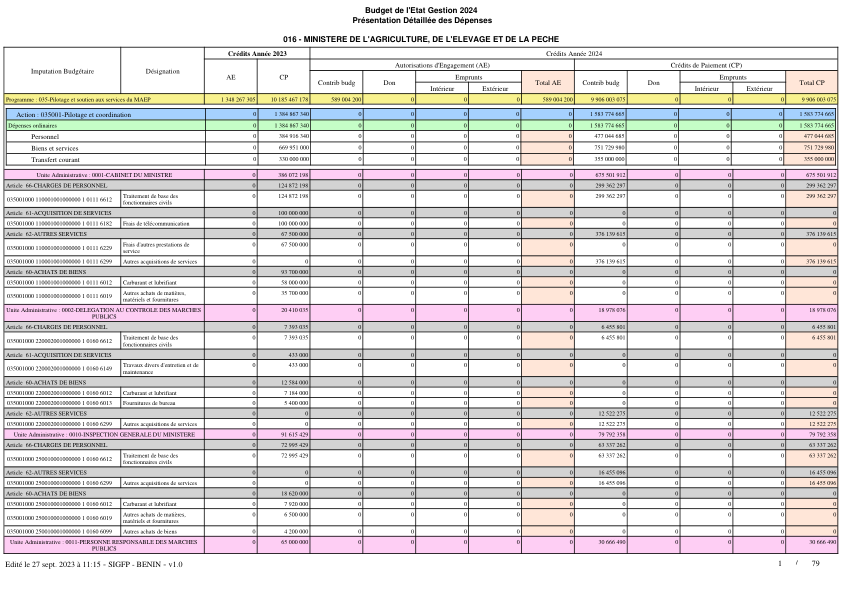 Budget de l'Etat Gestion 2024
Présentation Détaillée des Dépenses
016 - MINISTERE DE L'AGRICULTURE, DE L'ELEVAGE ET DE LA PECHE
Imputation Budgétaire Désignation Crédits Année 2023 Crédits Année 2024
AE CP Autorisations d'Engagement (AE) Crédits de Paiement (CP)
Contrib budg Don Emprunts Total AE Contrib budg Don Emprunts Total CP
Intérieur Extérieur Intérieur Extérieur
Programme : 035-Pilotage et soutien aux services du MAEP 1 348 267 305 10 185 467 178 589 004 200 0 0 0 589 004 200 9 906 003 075 0 0 0 9 906 003 075
Action : 035001-Pilotage et coordination 0 1 384 867 340 0 0 0 0 0 1 583 774 665 0 0 0 1 583 774 665
Dépenses ordinaires 0 1 384 867 340 0 0 0 0 0 1 583 774 665 0 0 0 1 583 774 665
Personnel 0 384 916 340 0 0 0 0 0 477 044 685 0 0 0 477 044 685
Biens et services 0 669 951 000 0 0 0 0 0 751 729 980 0 0 0 751 729 980
Transfert courant 0 330 000 000 0 0 0 0 0 355 000 000 0 0 0 355 000 000
Unite Administrative : 0001-CABINET DU MINISTRE 0 386 072 198 0 0 0 0 0 675 501 912 0 0 0 675 501 912
Article 66-CHARGES DE PERSONNEL 0 124 872 198 0 0 0 0 0 299 362 297 0 0 0 299 362 297
035001000 1100001001000000 1 0111 6612 Traitement de base des fonctionnaires civils 0 124 872 198 0 0 0 0 0 299 362 297 0 0 0 299 362 297
Article 61-ACQUISITION DE SERVICES 0 100 000 000 0 0 0 0 0 0 0 0 0 0
035001000 1100001001000000 1 0111 6182 Frais de télécommunication 0 100 000 000 0 0 0 0 0 0 0 0 0 0
Article 62-AUTRES SERVICES 0 67 500 000 0 0 0 0 0 376 139 615 0 0 0 376 139 615
035001000 1100001001000000 1 0111 6229 Frais d'autres prestations de service 0 67 500 000 0 0 0 0 0 0 0 0 0 0
035001000 1100001001000000 1 0111 6299 Autres acquisitions de services 0 0 0 0 0 0 0 376 139 615 0 0 0 376 139 615
Article 60-ACHATS DE BIENS 0 93 700 000 0 0 0 0 0 0 0 0 0 0
035001000 1100001001000000 1 0111 6012 Carburant et lubrifiant 0 58 000 000 0 0 0 0 0 0 0 0 0 0
035001000 1100001001000000 1 0111 6019 Autres achats de matières, matériels et fournitures 0 35 700 000 0 0 0 0 0 0 0 0 0 0
Unite Administrative : 0002-DELEGATION AU CONTROLE DES MARCHES PUBLICS 0 20 410 035 0 0 0 0 0 18 978 076 0 0 0 18 978 076
Article 66-CHARGES DE PERSONNEL 0 7 393 035 0 0 0 0 0 6 455 801 0 0 0 6 455 801
035001000 2200002001000000 1 0160 6612 Traitement de base des fonctionnaires civils 0 7 393 035 0 0 0 0 0 6 455 801 0 0 0 6 455 801
Article 61-ACQUISITION DE SERVICES 0 433 000 0 0 0 0 0 0 0 0 0 0
035001000 2200002001000000 1 0160 6149 Travaux divers d'entretien et de maintenance 0 433 000 0 0 0 0 0 0 0 0 0 0
Article 60-ACHATS DE BIENS 0 12 584 000 0 0 0 0 0 0 0 0 0 0
035001000 2200002001000000 1 0160 6012 Carburant et lubrifiant 0 7 184 000 0 0 0 0 0 0 0 0 0 0
035001000 2200002001000000 1 0160 6013 Fournitures de bureau 0 5 400 000 0 0 0 0 0 0 0 0 0 0
Article 62-AUTRES SERVICES 0 0 0 0 0 0 0 12 522 275 0 0 0 12 522 275
035001000 2200002001000000 1 0160 6299 Autres acquisitions de services 0 0 0 0 0 0 0 12 522 275 0 0 0 12 522 275
Unite Administrative : 0010-INSPECTION GENERALE DU MINISTERE 0 91 615 429 0 0 0 0 0 79 792 358 0 0 0 79 792 358
Article 66-CHARGES DE PERSONNEL 0 72 995 429 0 0 0 0 0 63 337 262 0 0 0 63 337 262
035001000 2500100001000000 1 0160 6612 Traitement de base des fonctionnaires civils 0 72 995 429 0 0 0 0 0 63 337 262 0 0 0 63 337 262
Article 62-AUTRES SERVICES 0 0 0 0 0 0 0 16 455 096 0 0 0 16 455 096
035001000 2500100001000000 1 0160 6299 Autres acquisitions de services 0 0 0 0 0 0 0 16 455 096 0 0 0 16 455 096
Article 60-ACHATS DE BIENS 0 18 620 000 0 0 0 0 0 0 0 0 0 0
035001000 2500100001000000 1 0160 6012 Carburant et lubrifiant 0 7 920 000 0 0 0 0 0 0 0 0 0 0
035001000 2500100001000000 1 0160 6019 Autres achats de matières, matériels et fournitures 0 6 500 000 0 0 0 0 0 0 0 0 0 0
035001000 2500100001000000 1 0160 6099 Autres achats de biens 0 4 200 000 0 0 0 0 0 0 0 0 0 0
Unite Administrative : 0011-PERSONNE RESPONSABLE DES MARCHES PUBLICS 0 65 000 000 0 0 0 0 0 30 666 490 0 0 0 30 666 490
Edité le 27 sept. 2023 à 11:15 - SIGFP - BENIN - v1.0 1 / 79